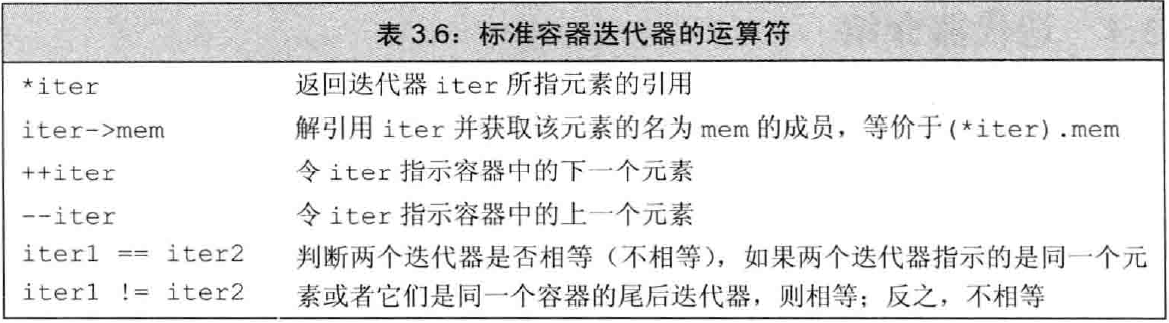 表 3.6：标准容器迭代器的运算符
*iter 返回迭代器 iter 所指元素的引用
iter->mem 解引用 iter 并获取该元素的名为 mem 的成员，等价于(*iter).mem
++iter 令 iter 指示容器中的下一个元素
--iter 令 iter 指示容器中的上一个元素
iter1 == iter2 判断两个迭代器是否相等（不相等），如果两个迭代器指示的是同一个元
iter1 != iter2 素或者它们是同一个容器的尾后迭代器，则相等；反之，不相等